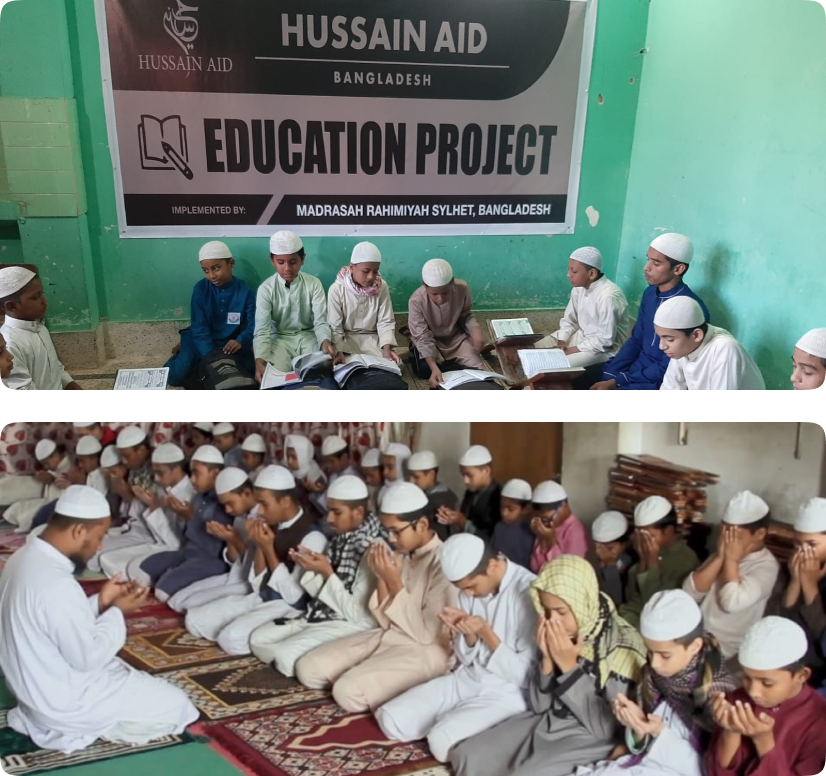 HUSSAIN AID
HUSSAIN AID
BANGLADESH
EDUCATION PROJECT
IMPLEMENTED BY:
MADRASAH RAHIMIYAH SYLHET, BANGLADESH